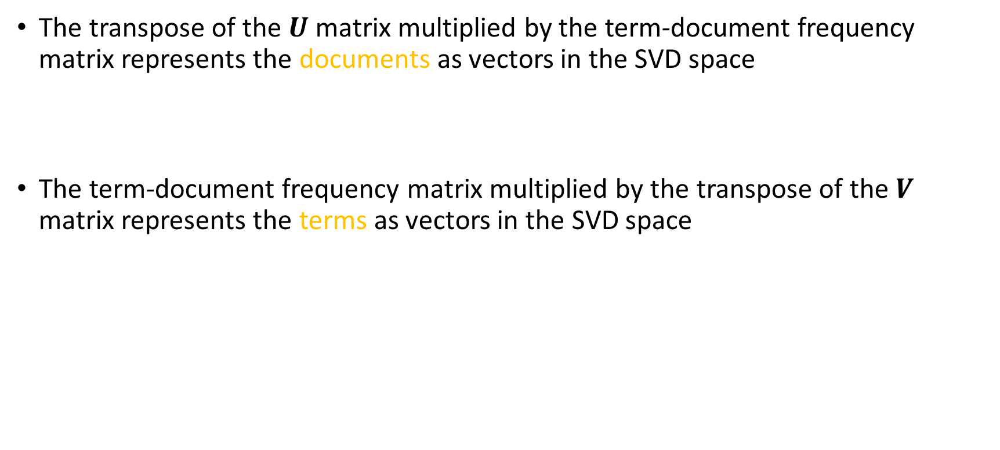 • The transpose of the U matrix multiplied by the term-document frequency
matrix represents the documents as vectors in the SVD space
• The term-document frequency matrix multiplied by the transpose of the V
matrix represents the terms as vectors in the SVD space